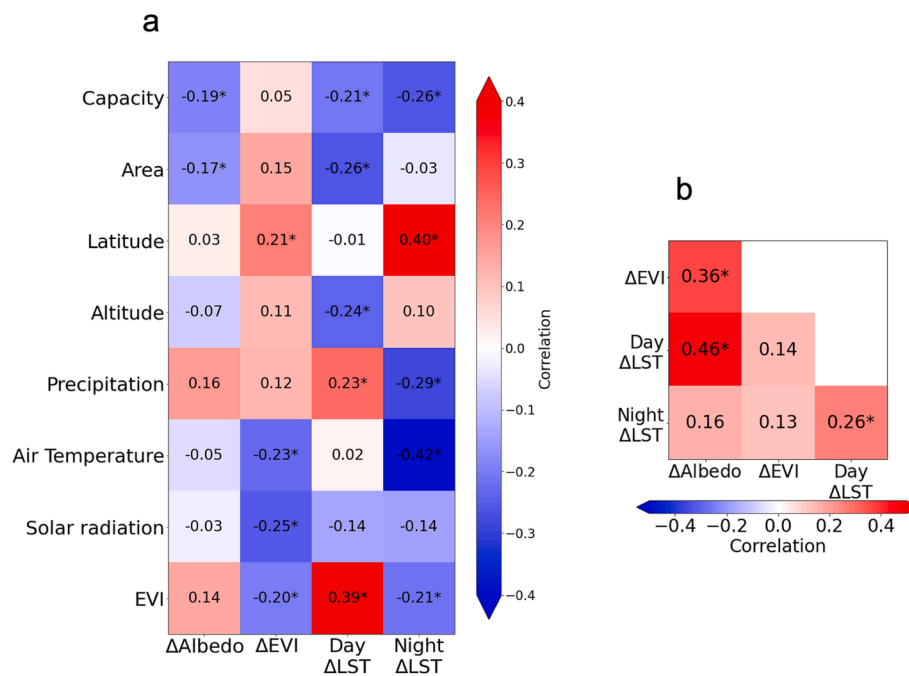 a
Capacity -0.19* 0.05 -0.21* -0.26*
Area -0.17* 0.15 -0.26* -0.03
Latitude 0.03 0.21* -0.01 0.40*
Altitude -0.07 0.11 -0.24* 0.10
Precipitation 0.16 0.12 0.23* -0.29*
Air Temperature -0.05 -0.23* 0.02 -0.42*
Solar radiation -0.03 -0.25* -0.14 -0.14
EVI 0.14 -0.20* 0.39* -0.21*
ΔAlbedo ΔEVI Day ΔLST Night ΔLST
0.4
0.3
0.2
0.1
0.0
−0.1
−0.2
−0.3
−0.4
Correlation
b
ΔEVI 0.36*
Day ΔLST 0.46* 0.14
Night ΔLST 0.16 0.13 0.26*
ΔAlbedo ΔEVI Day ΔLST
−0.4 −0.2 0.0 0.2 0.4
Correlation